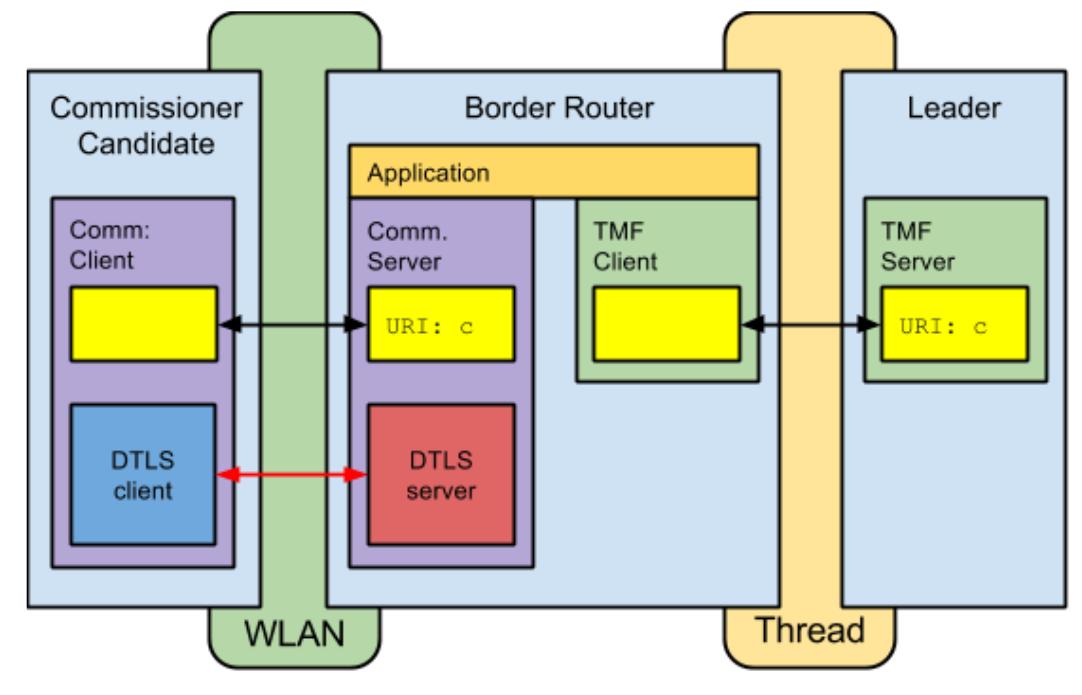 Commissioner
Candidate
Border Router
Leader
Application
Comm:
Client
Comm.
Server
TMF
Client
TMF
Server
URI: c
URI: c
DTLS
client
DTLS
server
WLAN
Thread